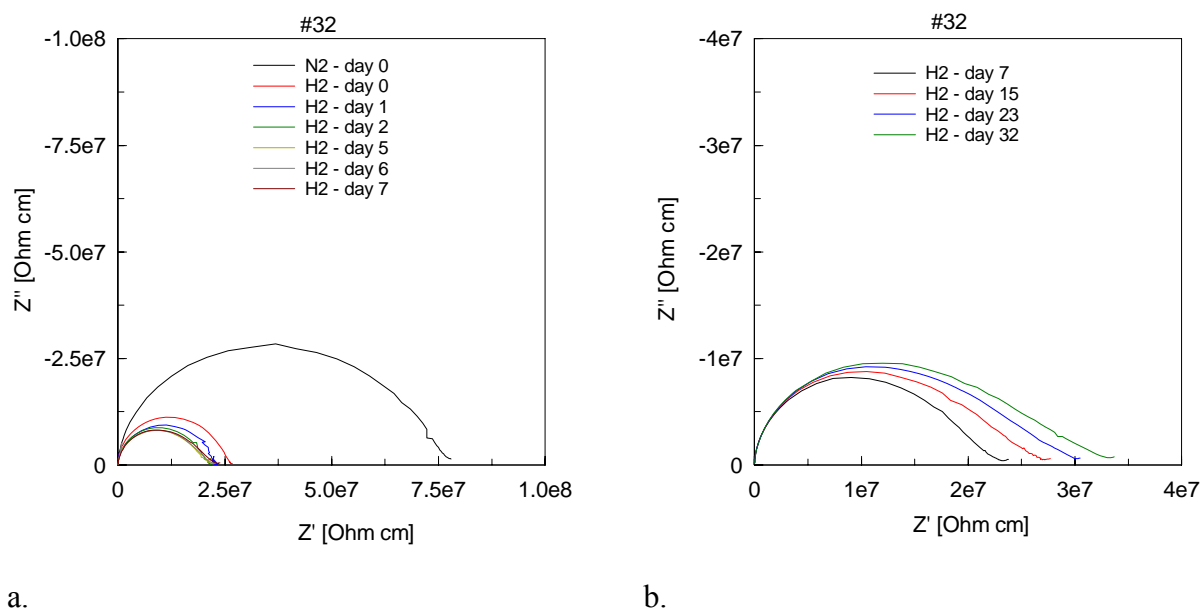 #32
-1.0e8
-7.5e7
-5.0e7
-2.5e7
0
Z'' [Ohm cm]
N2 - day 0
H2 - day 0
H2 - day 1
H2 - day 2
H2 - day 5
H2 - day 6
H2 - day 7
0 2.5e7 5.0e7 7.5e7 1.0e8
Z' [Ohm cm]
a.
#32
-4e7
-3e7
-2e7
-1e7
0
Z'' [Ohm cm]
H2 - day 7
H2 - day 15
H2 - day 23
H2 - day 32
0 1e7 2e7 3e7 4e7
Z' [Ohm cm]
b.